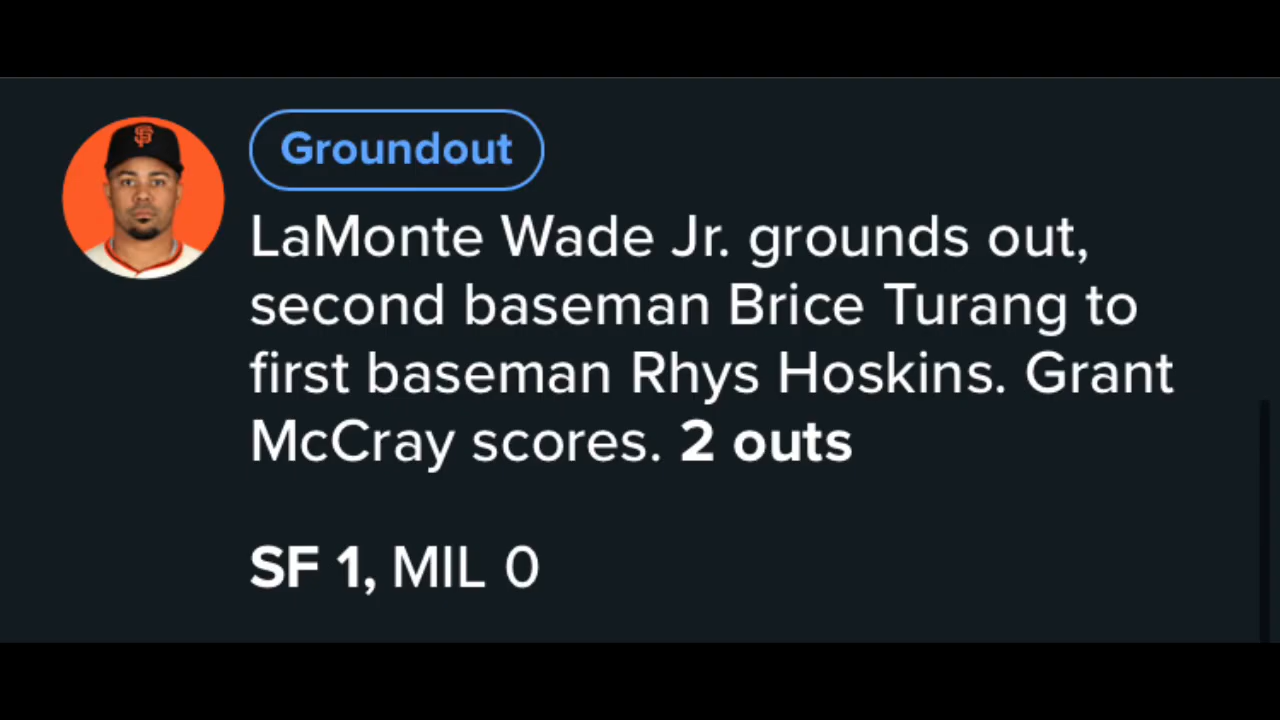 Groundout
LaMonte Wade Jr. grounds out,
second baseman Brice Turang to
first baseman Rhys Hoskins. Grant
McCray scores. 2 outs
SF 1, MIL 0